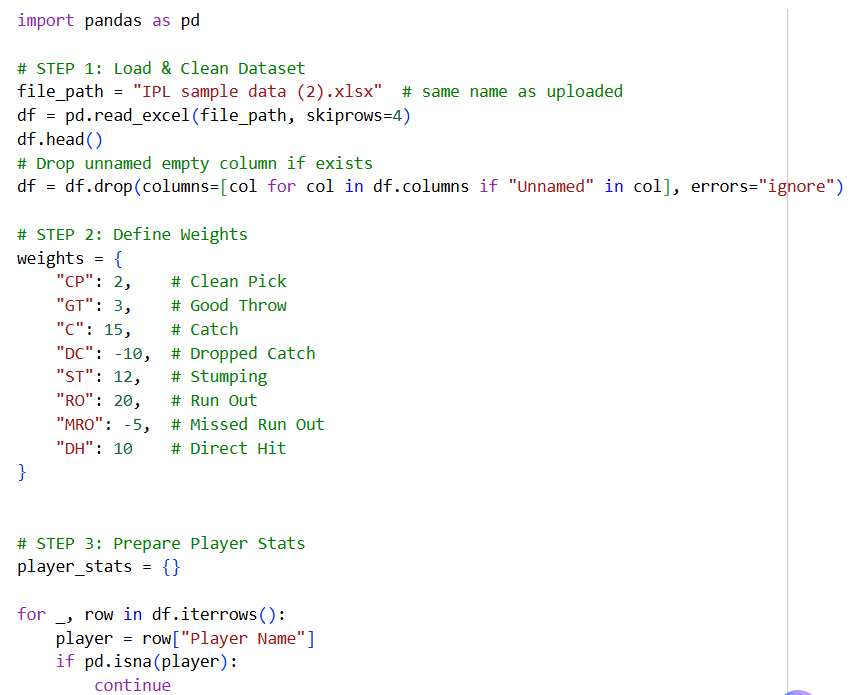 import pandas as pd

# STEP 1: Load & Clean Dataset
file_path = "IPL sample data (2).xlsx"  # same name as uploaded
df = pd.read_excel(file_path, skiprows=4)
df.head()
# Drop unnamed empty column if exists
df = df.drop(columns=[col for col in df.columns if "Unnamed" in col], errors="ignore")

# STEP 2: Define Weights
weights = {
    "CP": 2,    # Clean Pick
    "GT": 3,    # Good Throw
    "C": 15,    # Catch
    "DC": -10,  # Dropped Catch
    "ST": 12,   # Stumping
    "RO": 20,   # Run Out
    "MRO": -5,  # Missed Run Out
    "DH": 10    # Direct Hit
}


# STEP 3: Prepare Player Stats
player_stats = {}

for _, row in df.iterrows():
    player = row["Player Name"]
    if pd.isna(player):
        continue